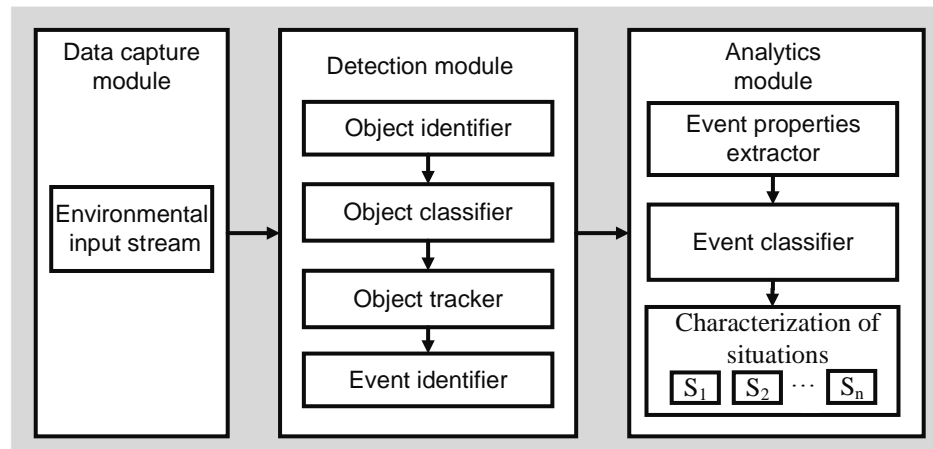 Data capture
module
Environmental
input stream
Detection module
Object identifier
Object classifier
Object tracker
Event identifier
Analytics
module
Event properties
extractor
Event classifier
Characterization of
situations
S₁ S₂ ... Sₙ